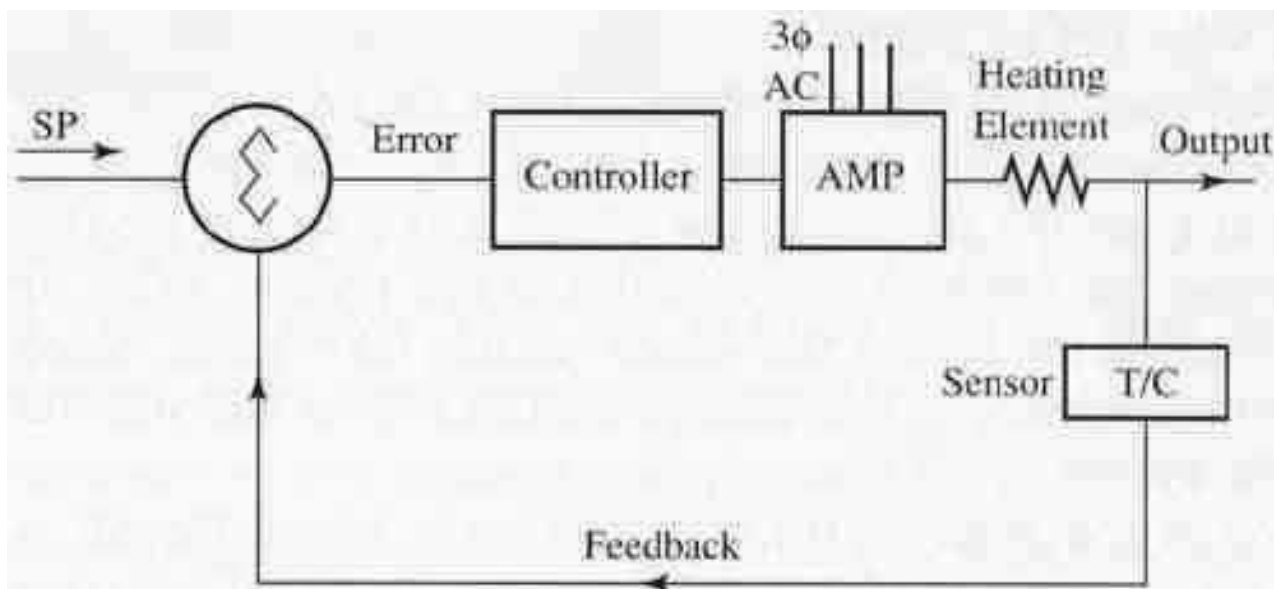 3ϕ
AC
Heating
Element
SP
Error
Controller
AMP
Output
Sensor
T/C
Feedback